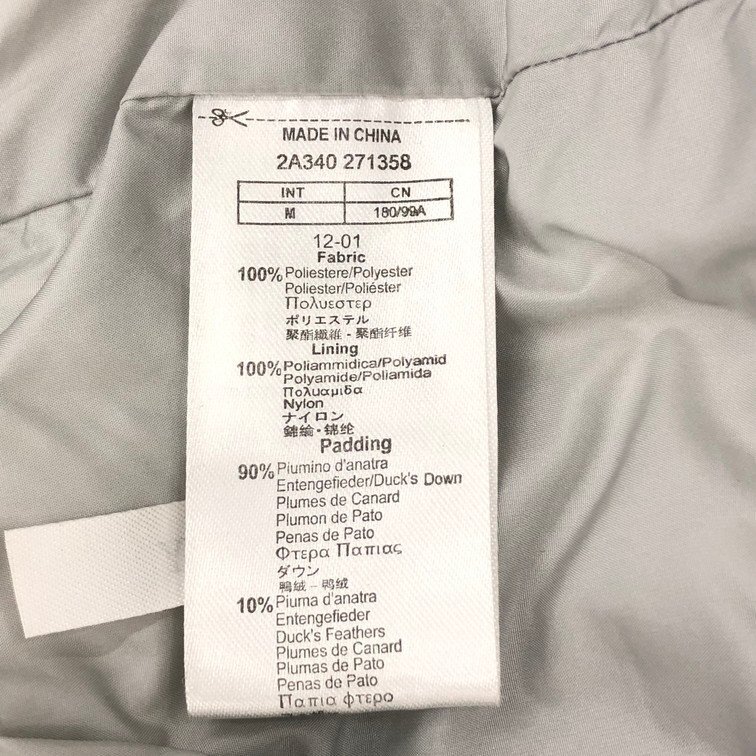 MADE IN CHINA
2A340 271358
INT CN
M 180/99A
12-01
Fabric
100% Poliestere/Polyester
Poliester/Poliéster
Πολυεστερ
ポリエステル
聚酯纖維 - 聚酯纤维
Lining
100% Poliammidica/Polyamid
Polyamide/Poliamida
Πολυαμιδα
Nylon
ナイロン
錦綸·锦纶
Padding
90% Piumino d'anatra
Entengefieder/Duck's Down
Plumes de Canard
Plumon de Pato
Penas de Pato
Φτερα Παπιας
ダウン
鴨絨 – 鸭绒
10% Piuma d'anatra
Entengefieder
Duck's Feathers
Plumes de Canard
Plumas de Pato
Penas de Pato
Παπια φτερο